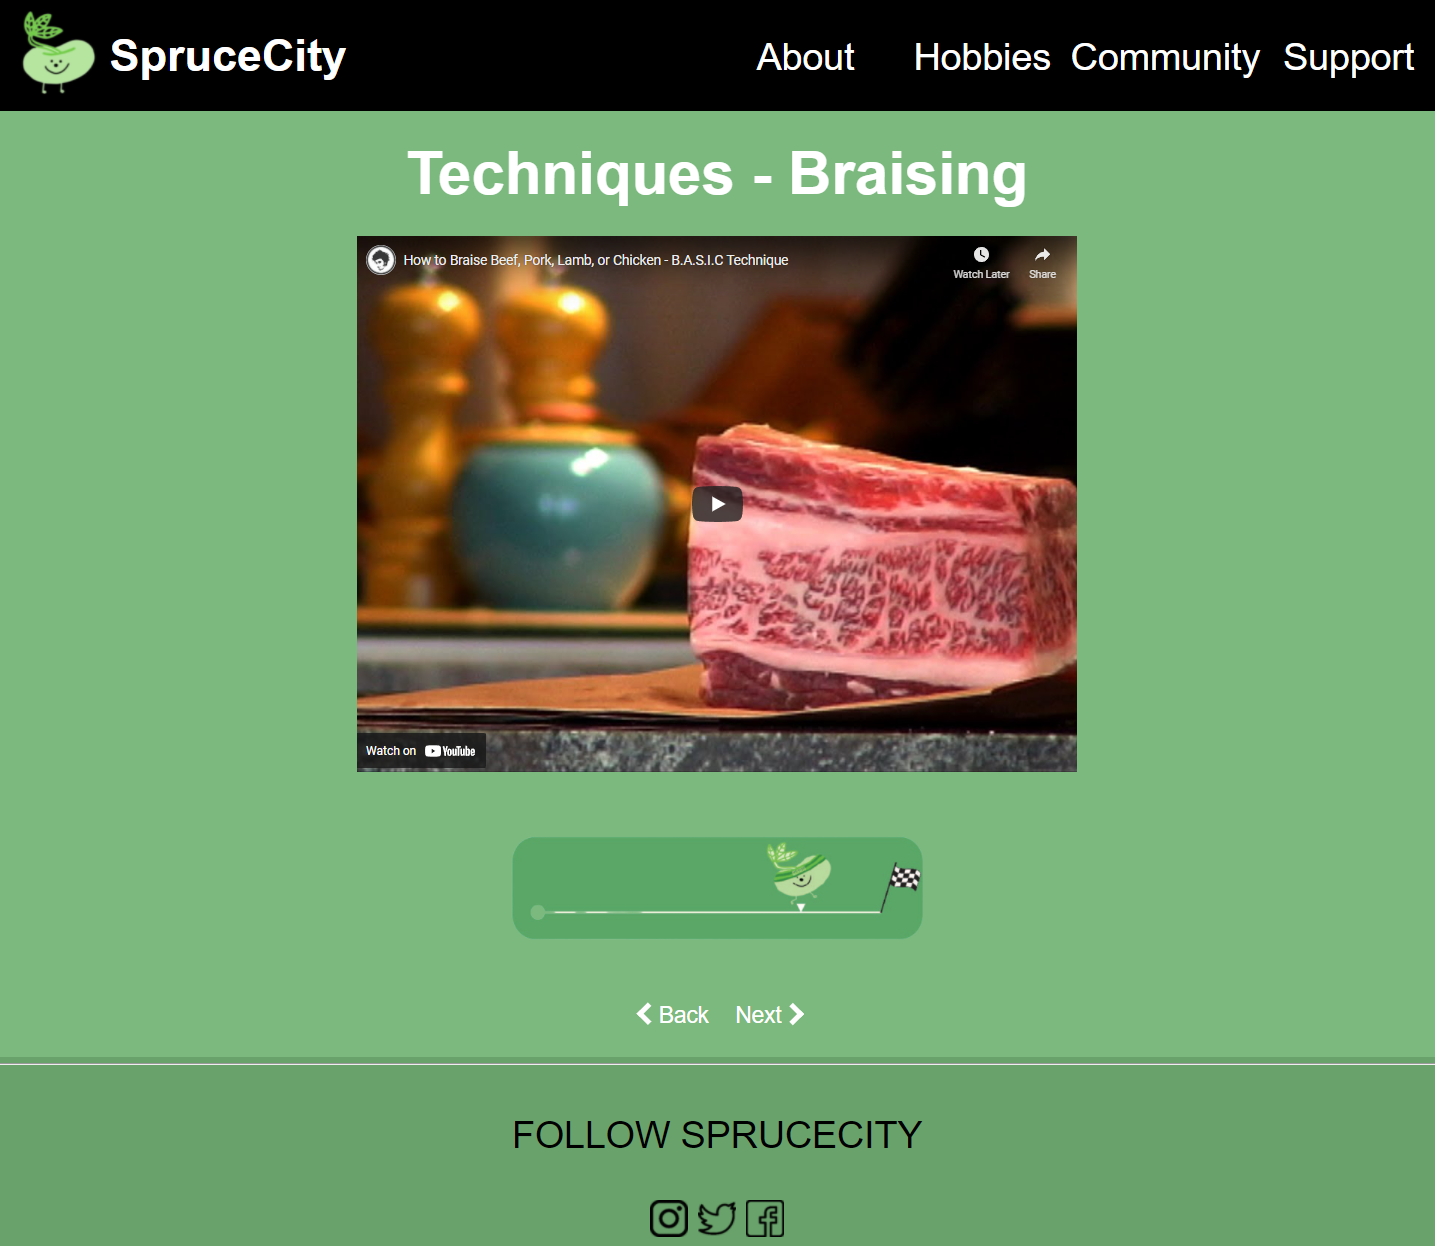 SpruceCity
About Hobbies Community Support
Techniques - Braising
How to Braise Beef, Pork, Lamb, or Chicken - B.A.S.I.C Technique
Watch Later Share
Watch on YouTube
Back Next
FOLLOW SPRUCECITY